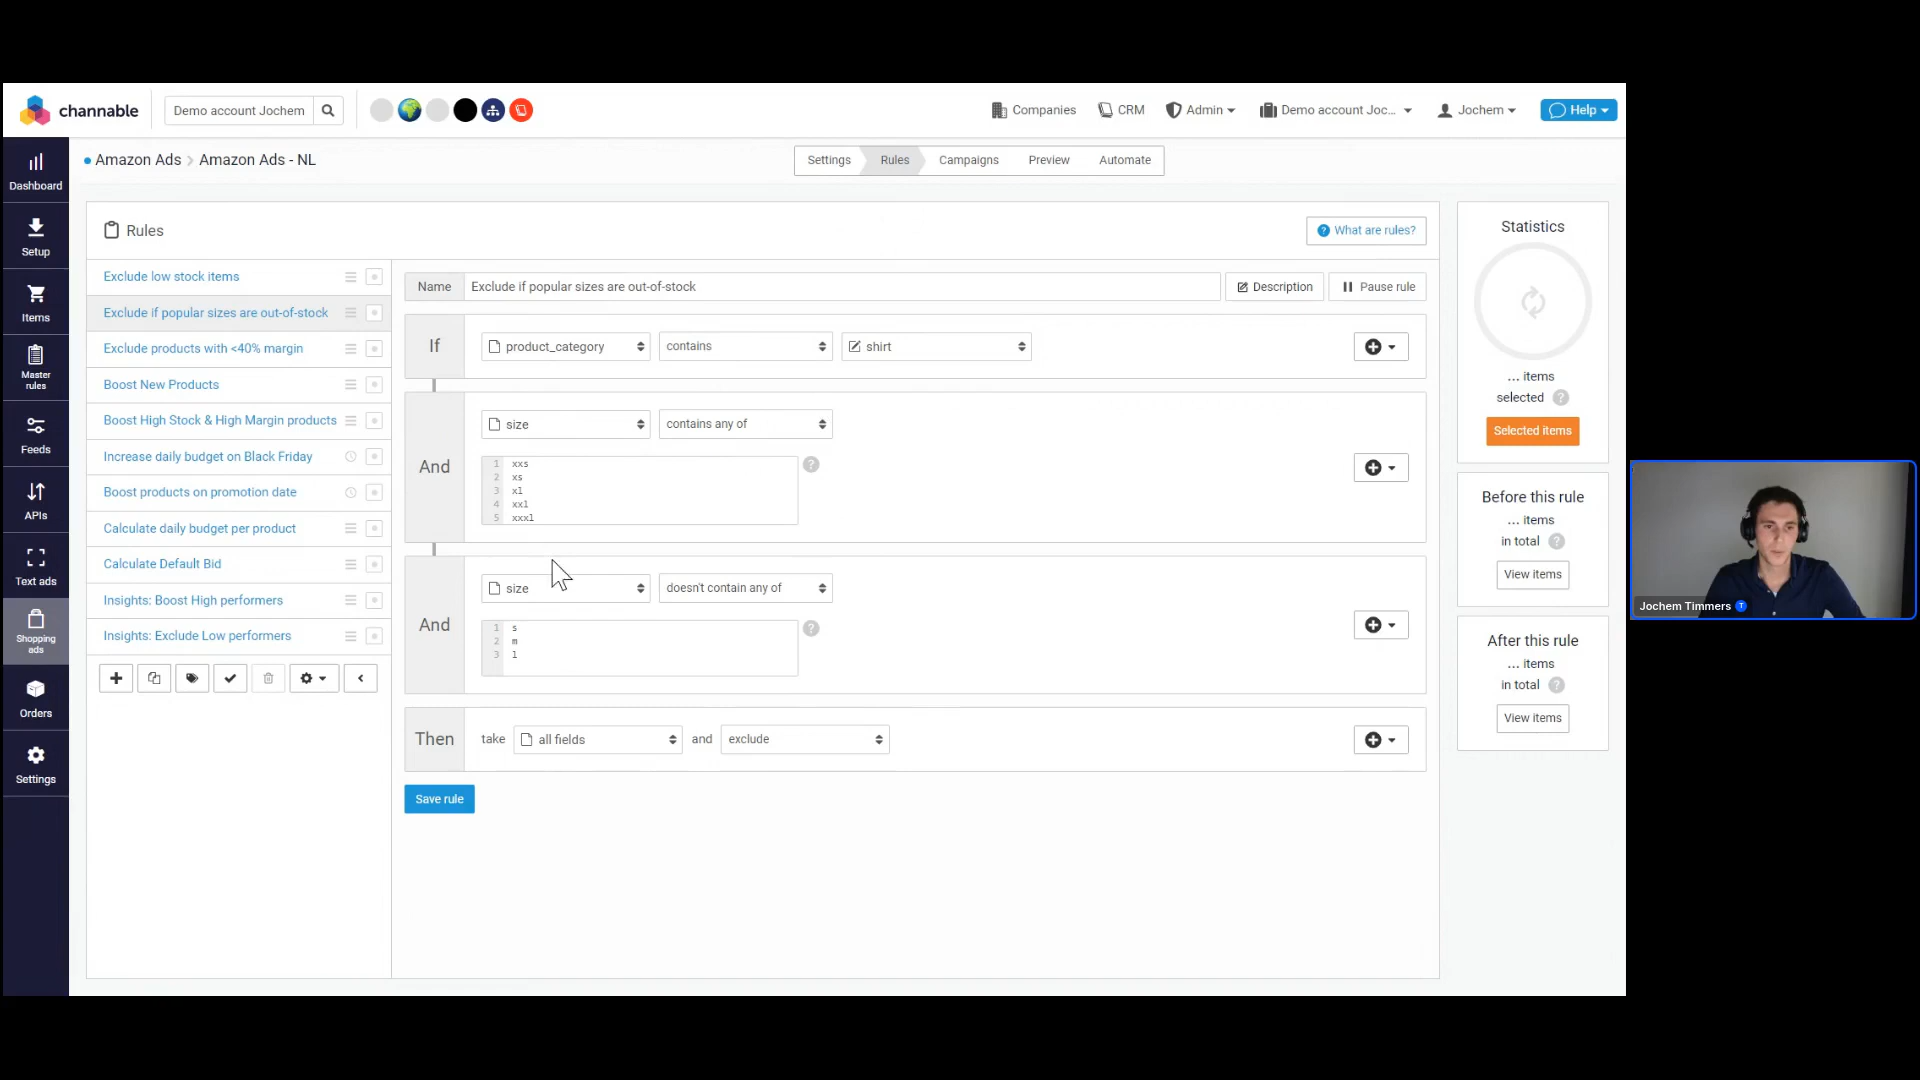 channable
Demo account Jochem
Companies
CRM
Admin
Demo account Joc...
Jochem
Help
Dashboard
Setup
Items
Master
rules
Feeds
APIs
Text ads
Shopping
ads
Orders
Settings
Amazon Ads > Amazon Ads - NL
Settings
Rules
Campaigns
Preview
Automate
Rules
? What are rules?
Exclude low stock items
Exclude if popular sizes are out-of-stock
Exclude products with <40% margin
Boost New Products
Boost High Stock & High Margin products
Increase daily budget on Black Friday
Boost products on promotion date
Calculate daily budget per product
Calculate Default Bid
Insights: Boost High performers
Insights: Exclude Low performers
Name
Exclude if popular sizes are out-of-stock
Description
Pause rule
If
product_category
contains
shirt
And
size
contains any of
1 xxs
2 xs
3 xl
4 xxl
5 xxxl
?
And
size
doesn't contain any of
1 s
2 m
3 l
?
Then
take
all fields
and
exclude
Save rule
Statistics
... items
selected ?
Selected items
Before this rule
... items
in total ?
View items
After this rule
... items
in total ?
View items
Jochem Timmers T